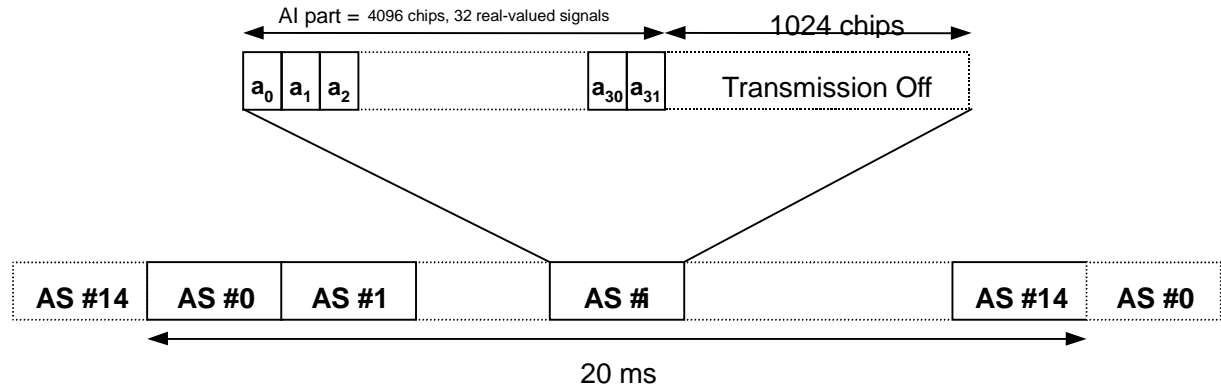 AI part = 4096 chips, 32 real-valued signals
1024 chips
a0 a1 a2 a30 a31 Transmission Off
AS #14 AS #0 AS #1 AS #i AS #14 AS #0
20 ms